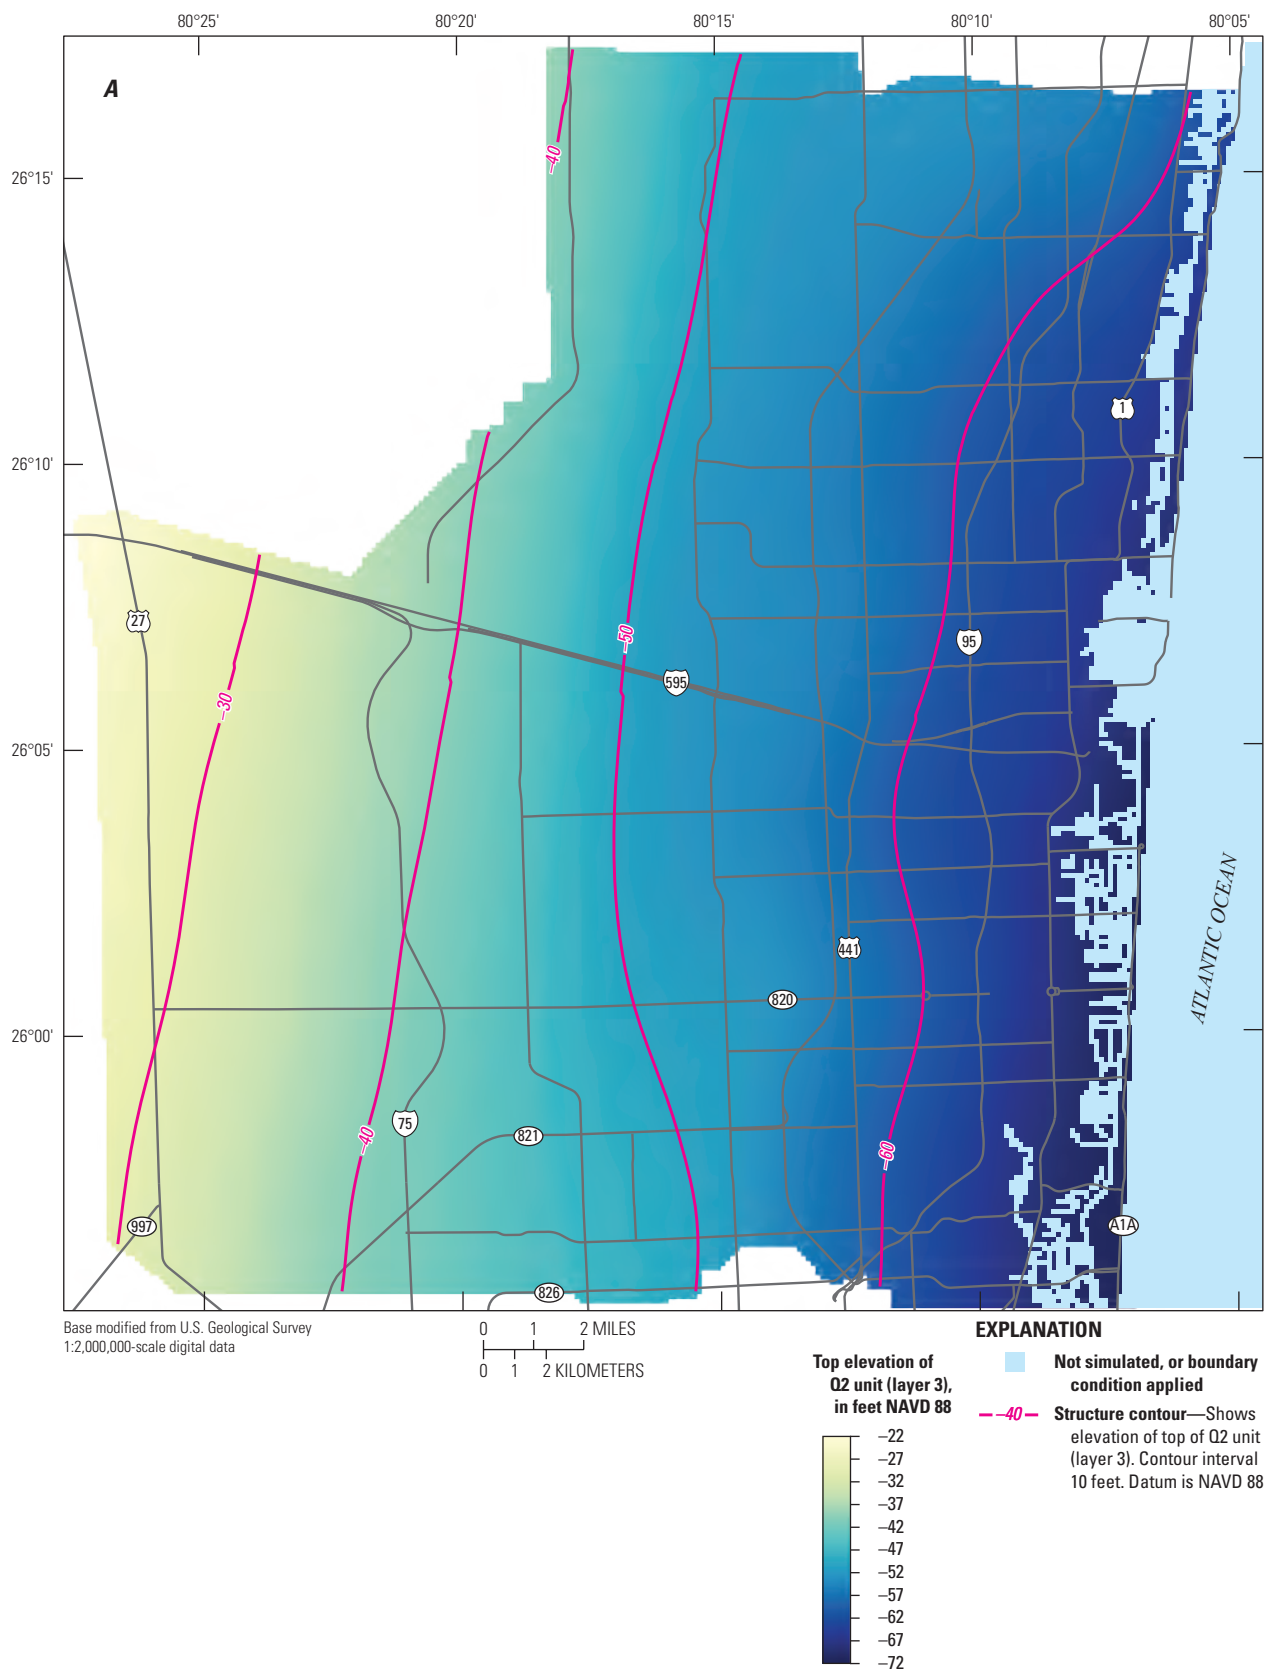 80°25' 80°20' 80°15' 80°10' 80°05'
A
–40
26°15'
1
26°10'
27
95
–50
595
–30
26°05'
ATLANTIC OCEAN
441
820
26°00'
75
821
–40
–60
997
A1A
826
Base modified from U.S. Geological Survey
1:2,000,000-scale digital data
0 1 2 MILES
0 1 2 KILOMETERS
EXPLANATION
Top elevation of
Q2 unit (layer 3),
in feet NAVD 88
–22
–27
–32
–37
–42
–47
–52
–57
–62
–67
–72
Not simulated, or boundary
condition applied
–40 Structure contour—Shows
elevation of top of Q2 unit
(layer 3). Contour interval
10 feet. Datum is NAVD 88